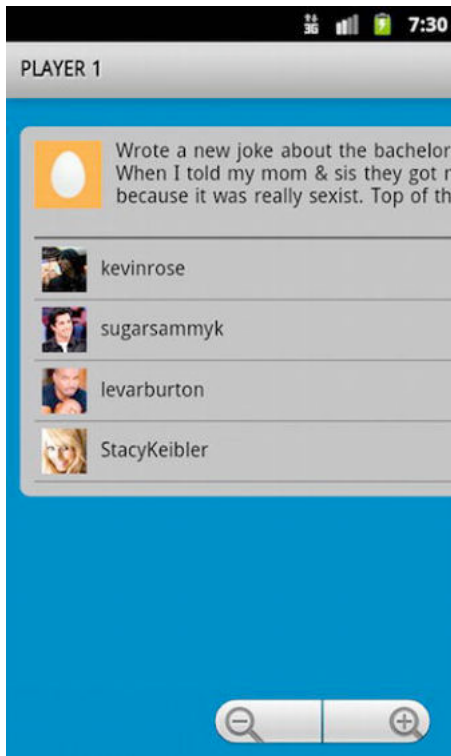 3G 7:30
PLAYER 1
Wrote a new joke about the bachelor
When I told my mom & sis they got
because it was really sexist. Top of
kevinrose
sugarsammyk
levarburton
StacyKeibler